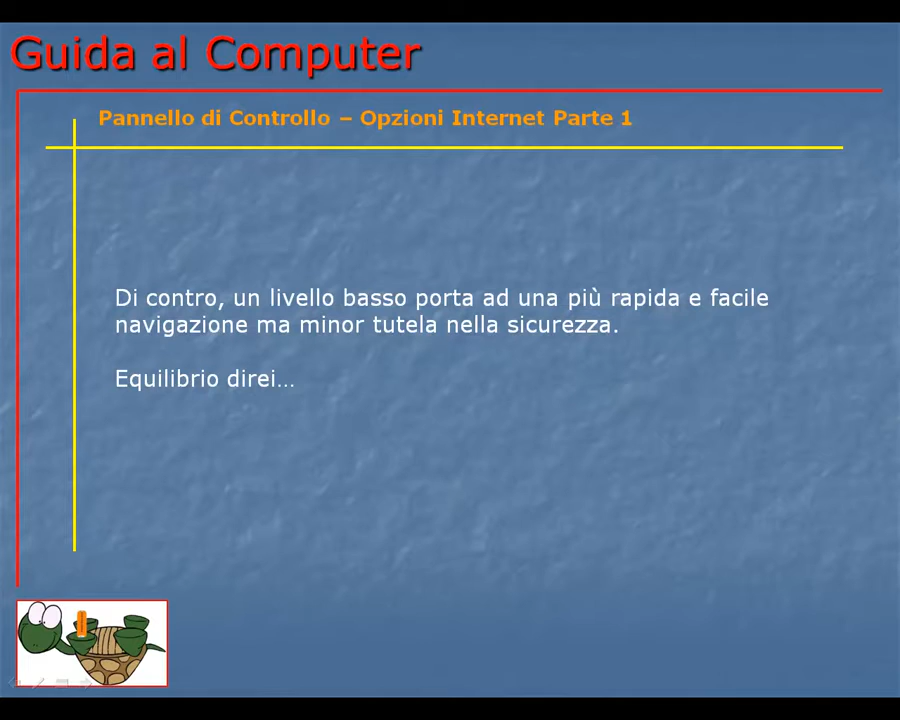 Guida al Computer
Pannello di Controllo – Opzioni Internet Parte 1
Di contro, un livello basso porta ad una più rapida e facile
navigazione ma minor tutela nella sicurezza.
Equilibrio direi…